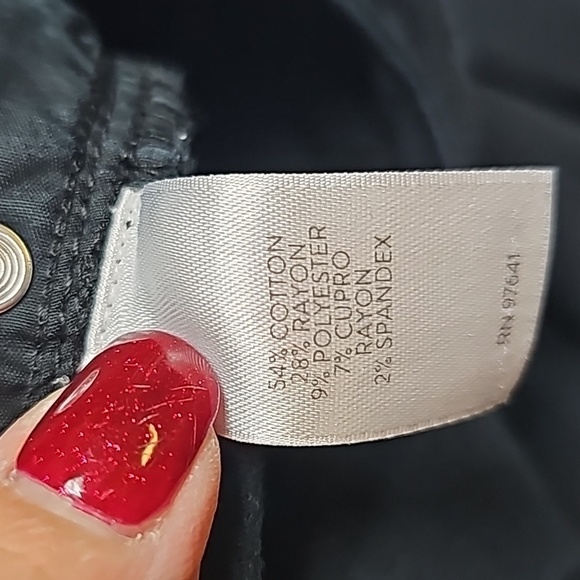 54% COTTON
28% RAYON
9% POLYESTER
7% CUPRO
RAYON
2% SPANDEX
RN 97641